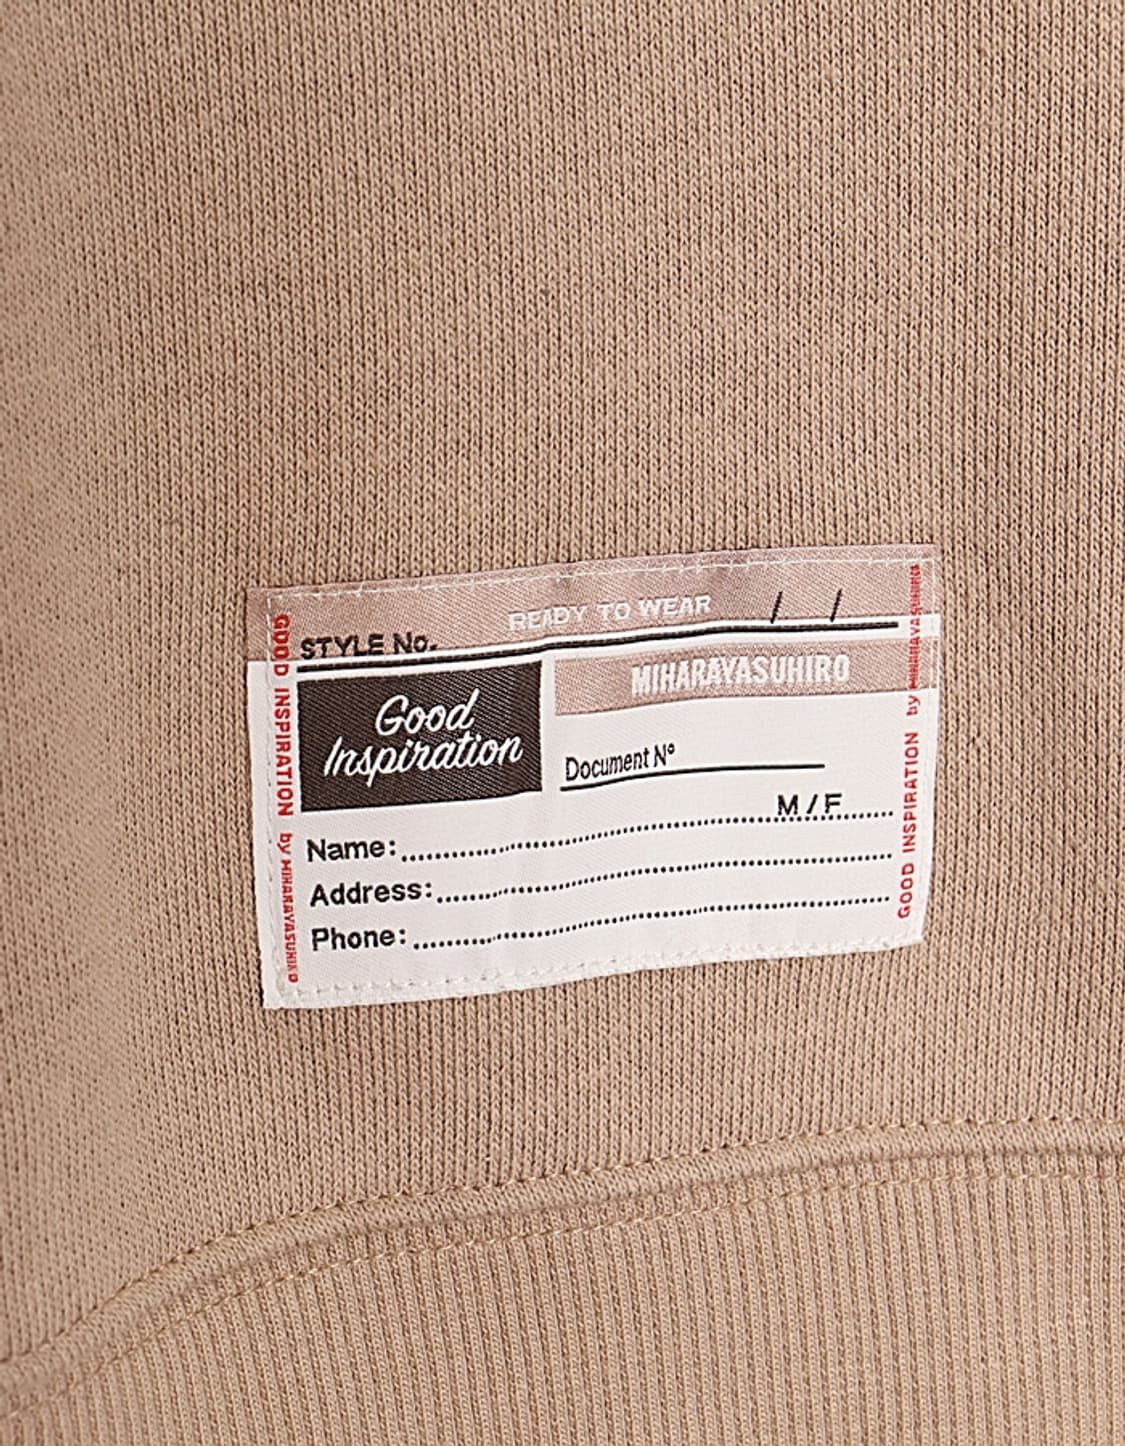 READY TO WEAR / /
STYLE No.
MIHARAYASUHIRO
Good
Inspiration
Document Nº
M / F
Name:
Address:
Phone:
GOOD INSPIRATION by MIHARAYASUHIRO
GOOD INSPIRATION by MIHARAYASUHIRO